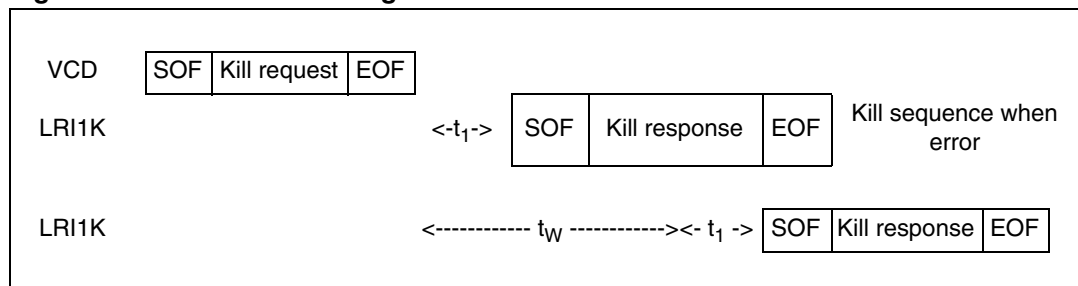 VCD SOF Kill request EOF
LRI1K <-t1-> SOF Kill response EOF Kill sequence when error
LRI1K <------------ tW ------------><- t1 -> SOF Kill response EOF